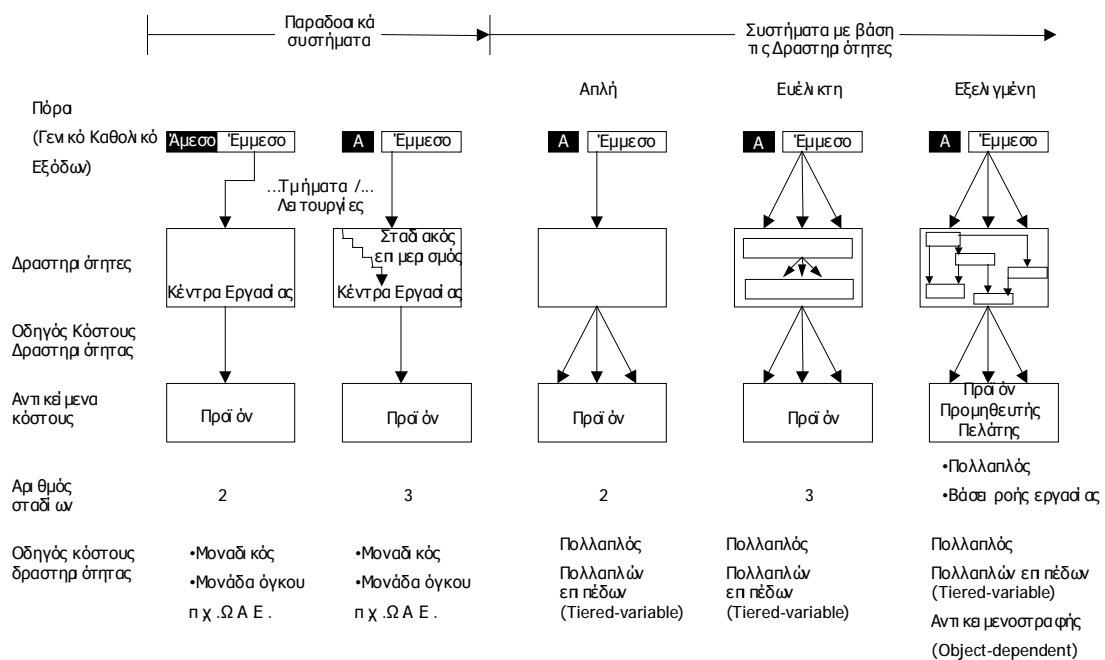 Παραδοσικά
συστήματα
Συστήματα με βάση
τις Δραστηριότητες
Απλή
Ευέλικτη
Εξελιγμένη
Πόρα
(Γενικό Καθολικό
Εξόδων)
Άμεσο Έμμεσο
Α Έμμεσο
Α Έμμεσο
Α Έμμεσο
Α Έμμεσο
...Τμήματα /...
Λειτουργίες
Δραστηριότητες
Κέντρα Εργασίας
Σταδιακός
επιμερισμός
Κέντρα Εργασίας
Οδηγός Κόστους
Δραστηριότητας
Αντικείμενα
κόστους
Προϊόν
Προϊόν
Προϊόν
Προϊόν
Προϊόν
Προμηθευτής
Πελάτης
Αριθμός
σταδίων
2
3
2
3
•Πολλαπλός
•Βάσει ροής εργασίας
Οδηγός κόστους
δραστηριότητας
•Μοναδικός
•Μονάδα όγκου
πχ.ΩΑΕ.
•Μοναδικός
•Μονάδα όγκου
πχ.ΩΑΕ.
Πολλαπλός
Πολλαπλών
επιπέδων
(Tiered-variable)
Πολλαπλός
Πολλαπλών
επιπέδων
(Tiered-variable)
Πολλαπλός
Πολλαπλών επιπέδων
(Tiered-variable)
Αντικειμενοστραφής
(Object-dependent)